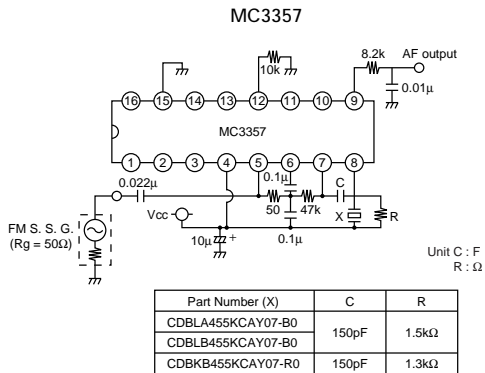 MC3357
8.2k
AF output
10k
0.01μ
16 15 14 13 12 11 10 9
MC3357
1 2 3 4 5 6 7 8
0.1μ
C
0.022μ
50
47k
X
R
FM S. S. G.
(Rg = 50Ω)
Vcc
10μ
+
0.1μ
Unit C : F
R : Ω
Part Number (X) C R
CDBLA455KCAY07-B0
CDBLB455KCAY07-B0
150pF 1.5kΩ
CDBKB455KCAY07-R0 150pF 1.3kΩ